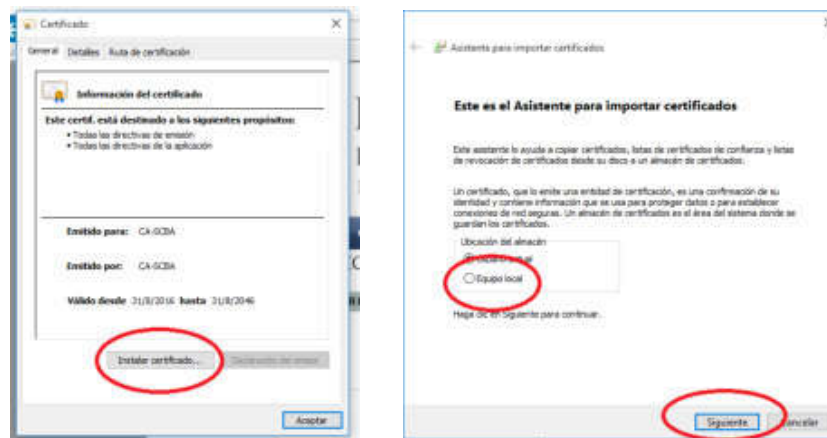 Certificado
General Detalles Ruta de certificación
Información del certificado
Este certif. está destinado a los siguientes propósitos:
• Todas las directivas de emisión
• Todas las directivas de la aplicación
Emitido para: CA-SCBA
Emitido por: CA-SCBA
Válido desde 31/8/2016 hasta 31/8/2046
Instalar certificado...
Aceptar
Asistente para importar certificados
Este es el Asistente para importar certificados
Este asistente lo ayuda a copiar certificados, listas de certificados de confianza y listas
de revocación de certificados desde su disco a un almacén de certificados.
Un certificado, que lo emite una entidad de certificación, es una confirmación de su
identidad y contiene información que se usa para proteger datos o para establecer
conexiones de red seguras. Un almacén de certificados es el área del sistema donde se
guardan los certificados.
Ubicación del almacén
Usuario actual
Equipo local
Haga clic en Siguiente para continuar.
Siguiente
Cancelar